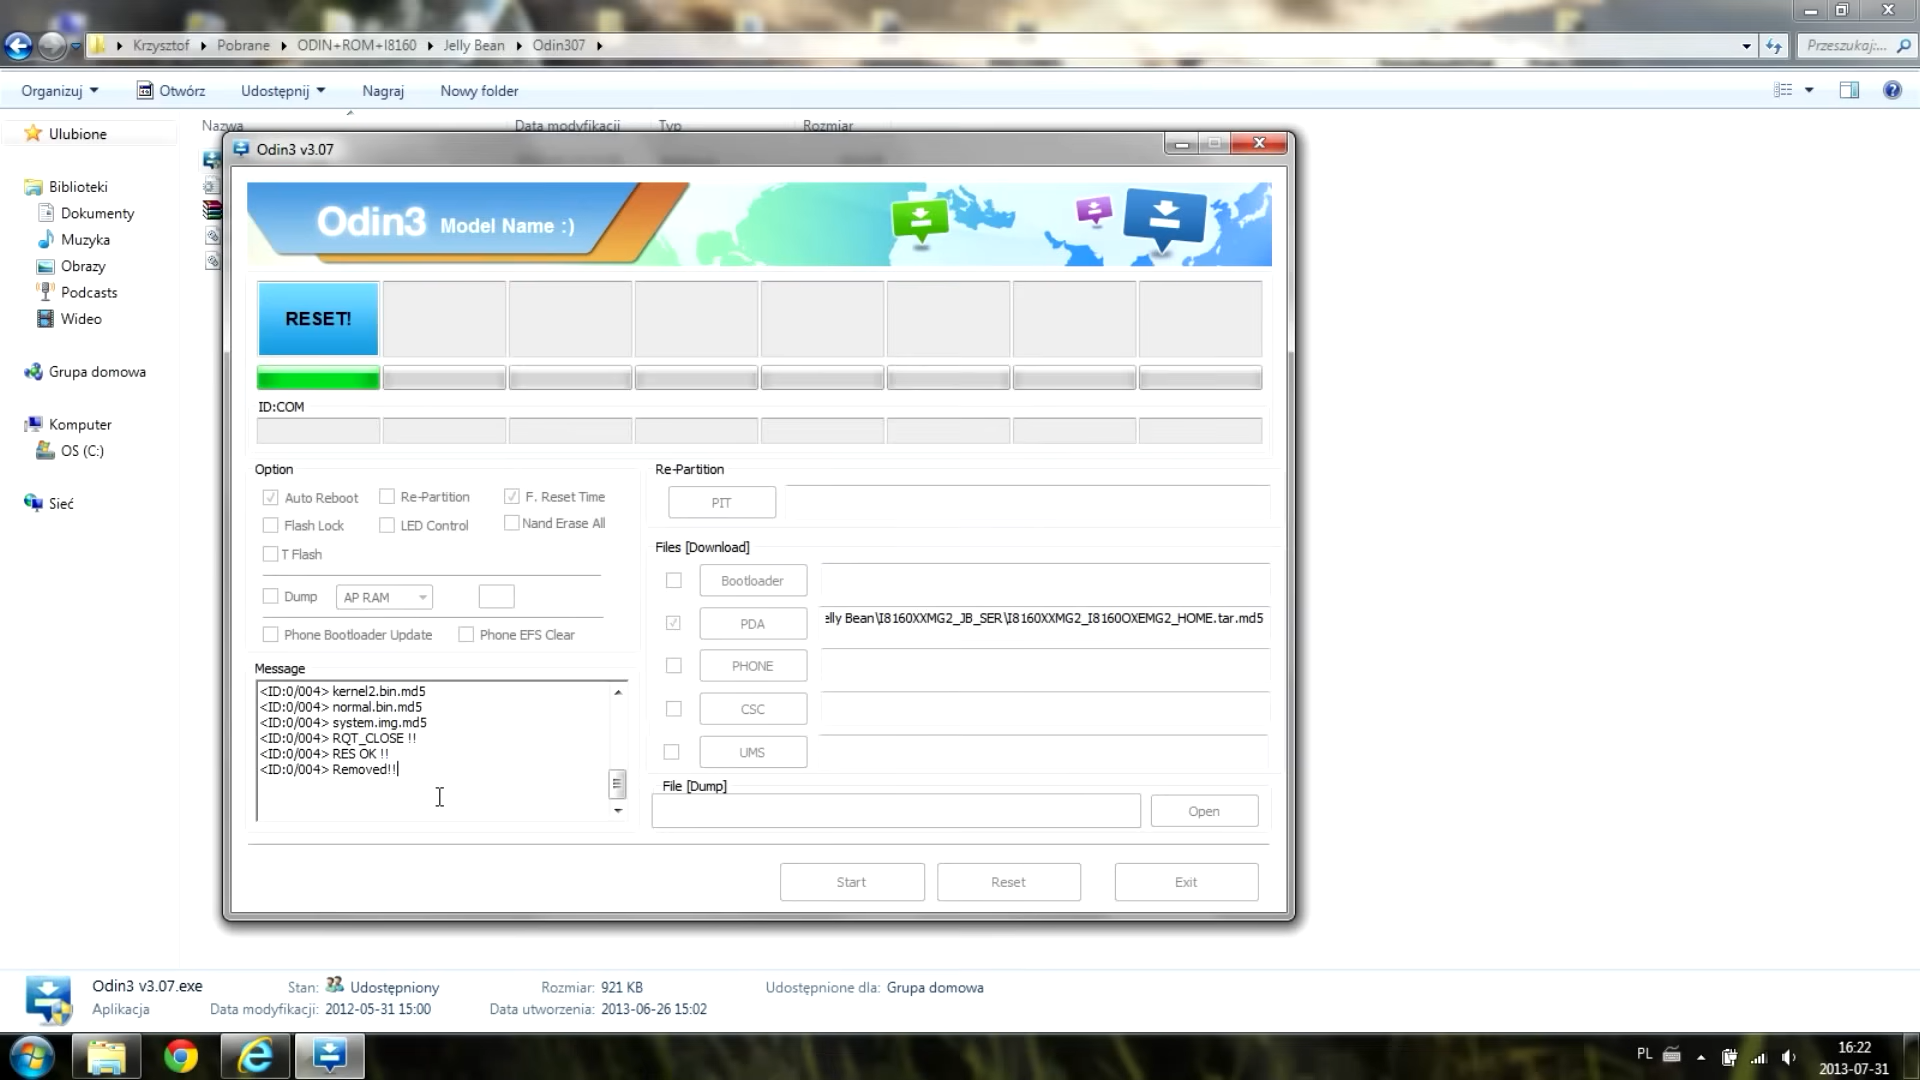 Krzysztof Pobrane ODIN+ROM+I8160 Jelly Bean Odin307
Przeszukaj:...
Organizuj Otwórz Udostępnij Nagraj Nowy folder
Nazwa Data modyfikacji Typ Rozmiar
Ulubione
Biblioteki
Dokumenty
Muzyka
Obrazy
Podcasts
Wideo
Grupa domowa
Komputer
OS (C:)
Sieć
Odin3 v3.07
Odin3 Model Name :)
RESET!
ID:COM
Option
Auto Reboot Re-Partition F. Reset Time
Flash Lock LED Control Nand Erase All
T Flash
Dump AP RAM
Phone Bootloader Update Phone EFS Clear
Message
<ID:0/004> kernel2.bin.md5
<ID:0/004> normal.bin.md5
<ID:0/004> system.img.md5
<ID:0/004> RQT_CLOSE !!
<ID:0/004> RES OK !!
<ID:0/004> Removed!!
Re-Partition
PIT
Files [Download]
Bootloader
PDA elly Bean\I8160XXMG2_JB_SER\I8160XXMG2_I8160OXEMG2_HOME.tar.md5
PHONE
CSC
UMS
File [Dump]
Open
Start Reset Exit
Odin3 v3.07.exe Stan: Udostępniony Rozmiar: 921 KB Udostępnione dla: Grupa domowa
Aplikacja Data modyfikacji: 2012-05-31 15:00 Data utworzenia: 2013-06-26 15:02
PL
16:22
2013-07-31